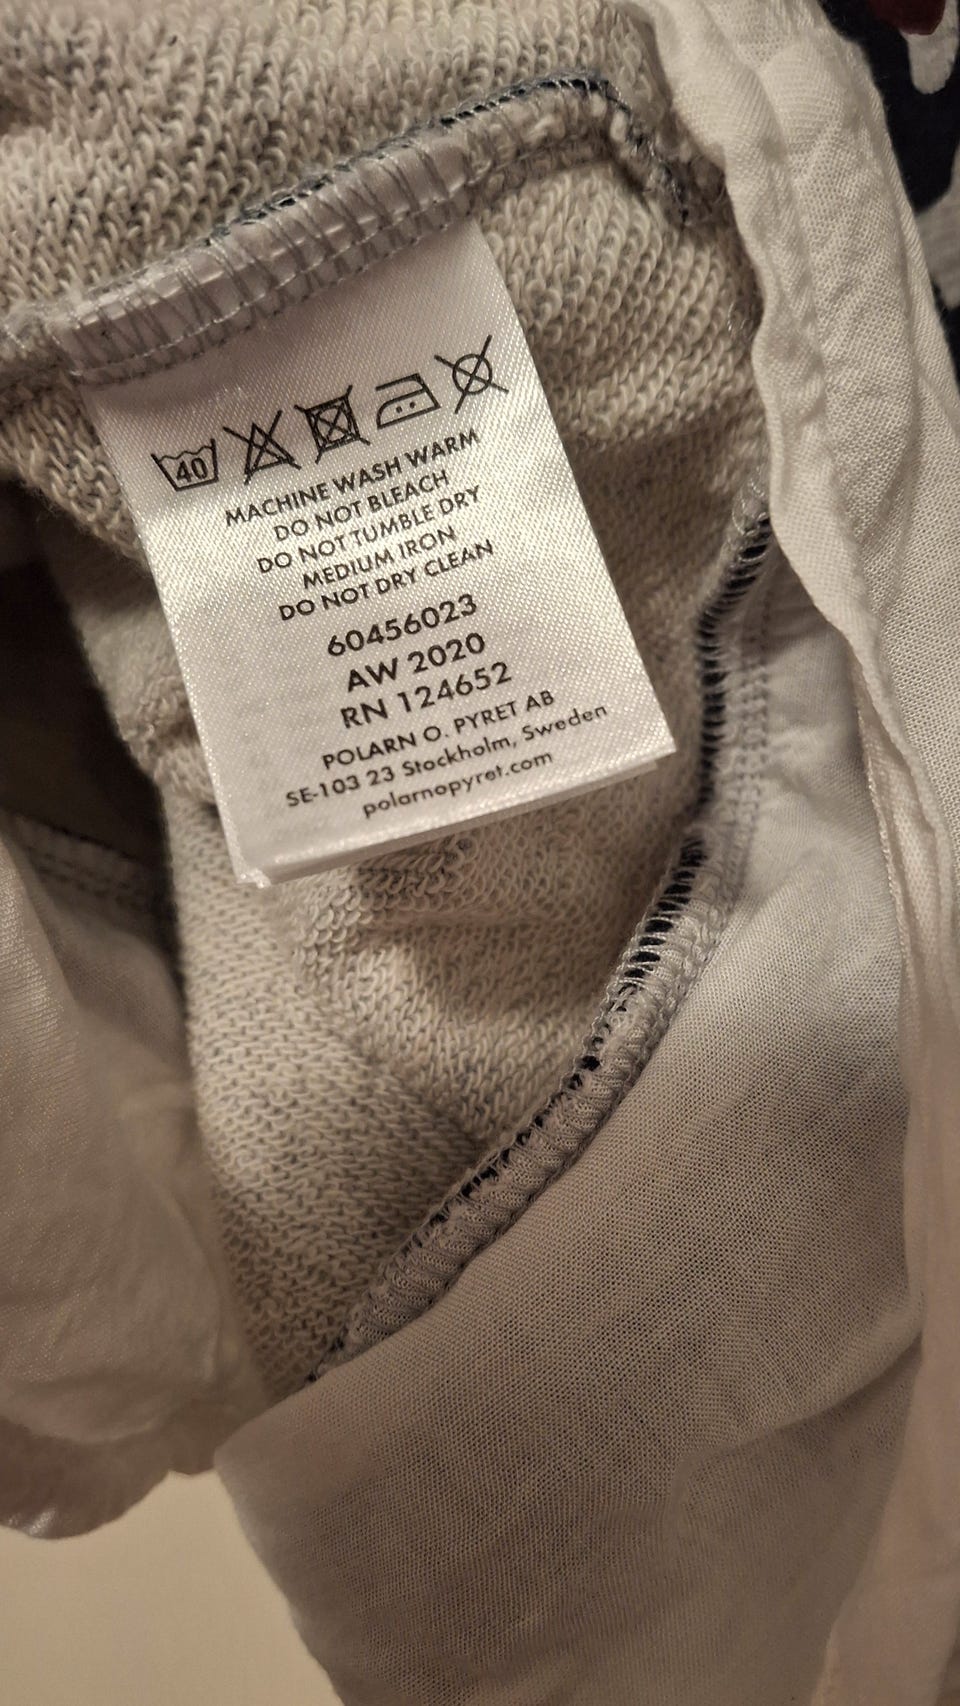 40
MACHINE WASH WARM
DO NOT BLEACH
DO NOT TUMBLE DRY
MEDIUM IRON
DO NOT DRY CLEAN
60456023
AW 2020
RN 124652
POLARN O. PYRET AB
SE-103 23 Stockholm, Sweden
polarnopyret.com